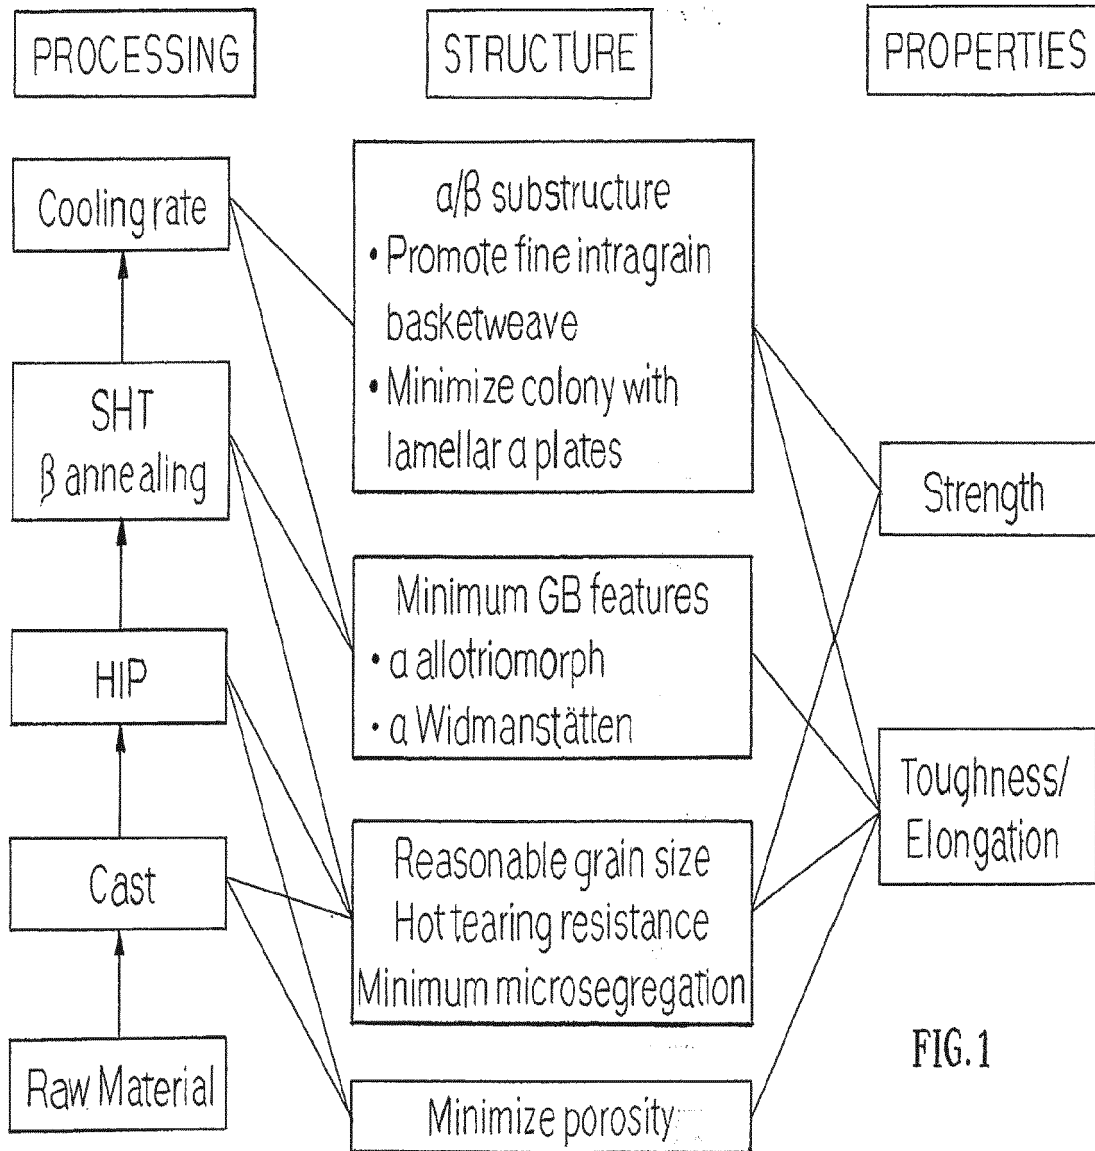 PROCESSING
STRUCTURE
PROPERTIES
Cooling rate
SHT
β annealing
HIP
Cast
Raw Material
α/β substructure
• Promote fine intragrain
basketweave
• Minimize colony with
lamellar α plates
Minimum GB features
• α allotriomorph
• α Widmanstätten
Reasonable grain size
Hot tearing resistance
Minimum microsegregation
Minimize porosity
Strength
Toughness/
Elongation
FIG. 1